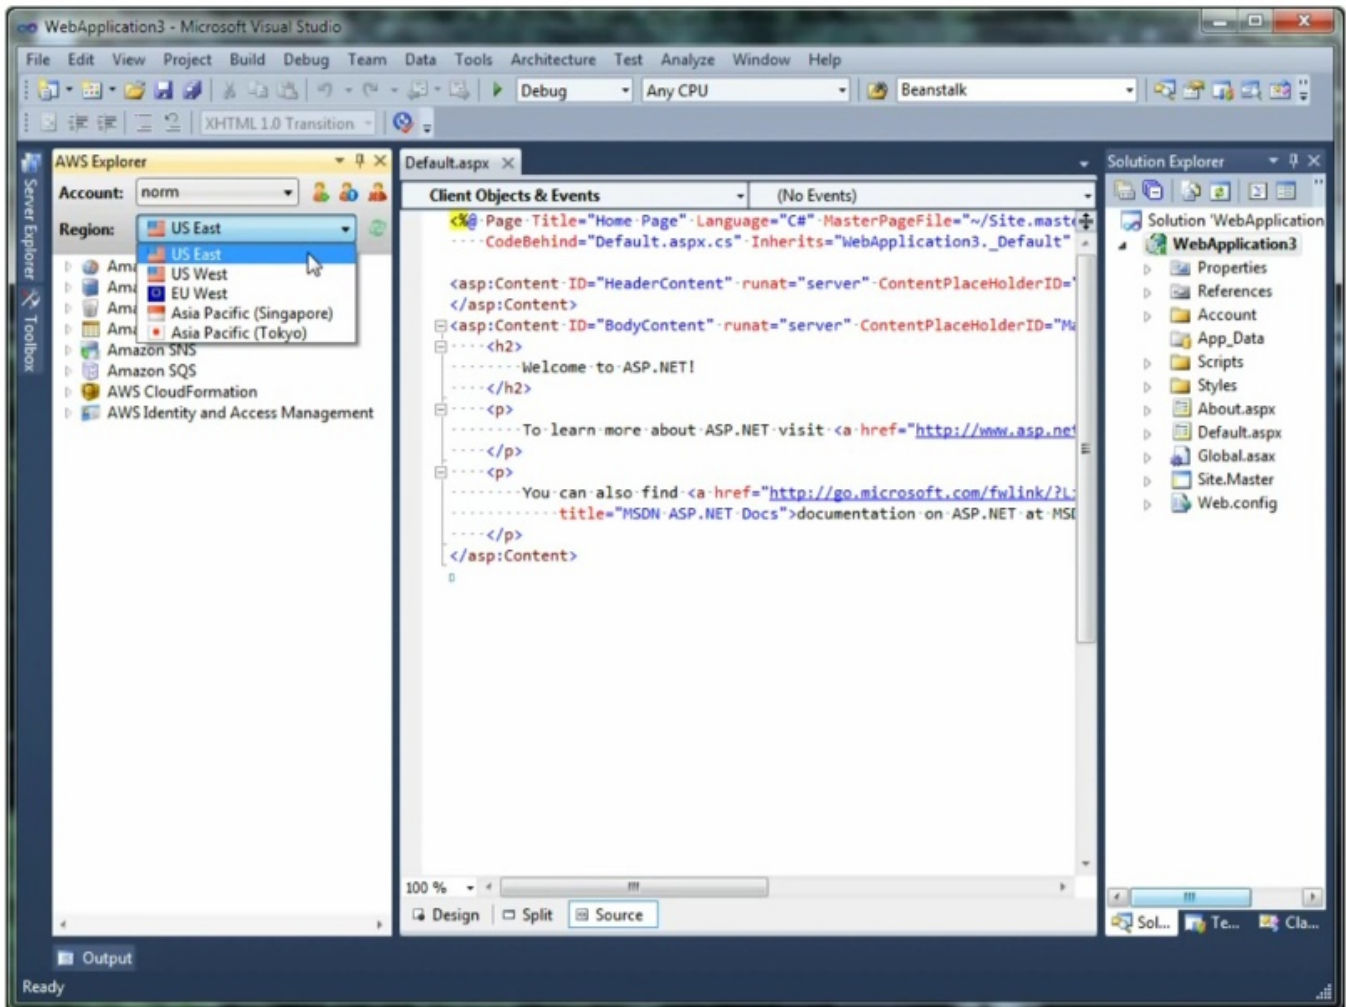 WebApplication3 - Microsoft Visual Studio
File Edit View Project Build Debug Team Data Tools Architecture Test Analyze Window Help
Debug Any CPU Beanstalk
XHTML 1.0 Transition
Server Explorer
Toolbox
AWS Explorer
Account: norm
Region: US East
US East
US West
EU West
Asia Pacific (Singapore)
Asia Pacific (Tokyo)
Ama
Ama
Ama
Ama
Amazon SNS
Amazon SQS
AWS CloudFormation
AWS Identity and Access Management
Default.aspx
Client Objects & Events (No Events)
<%@ Page Title="Home Page" Language="C#" MasterPageFile="~/Site.maste
CodeBehind="Default.aspx.cs" Inherits="WebApplication3._Default"
<asp:Content ID="HeaderContent" runat="server" ContentPlaceHolderID="
</asp:Content>
<asp:Content ID="BodyContent" runat="server" ContentPlaceHolderID="Ma
<h2>
Welcome to ASP.NET!
</h2>
<p>
To learn more about ASP.NET visit <a href="http://www.asp.net
</p>
<p>
You can also find <a href="http://go.microsoft.com/fwlink/?Li
title="MSDN ASP.NET Docs">documentation on ASP.NET at MSD
</p>
</asp:Content>
100 %
Design Split Source
Solution Explorer
Solution 'WebApplication
WebApplication3
Properties
References
Account
App_Data
Scripts
Styles
About.aspx
Default.aspx
Global.asax
Site.Master
Web.config
Sol... Te... Cla...
Output
Ready